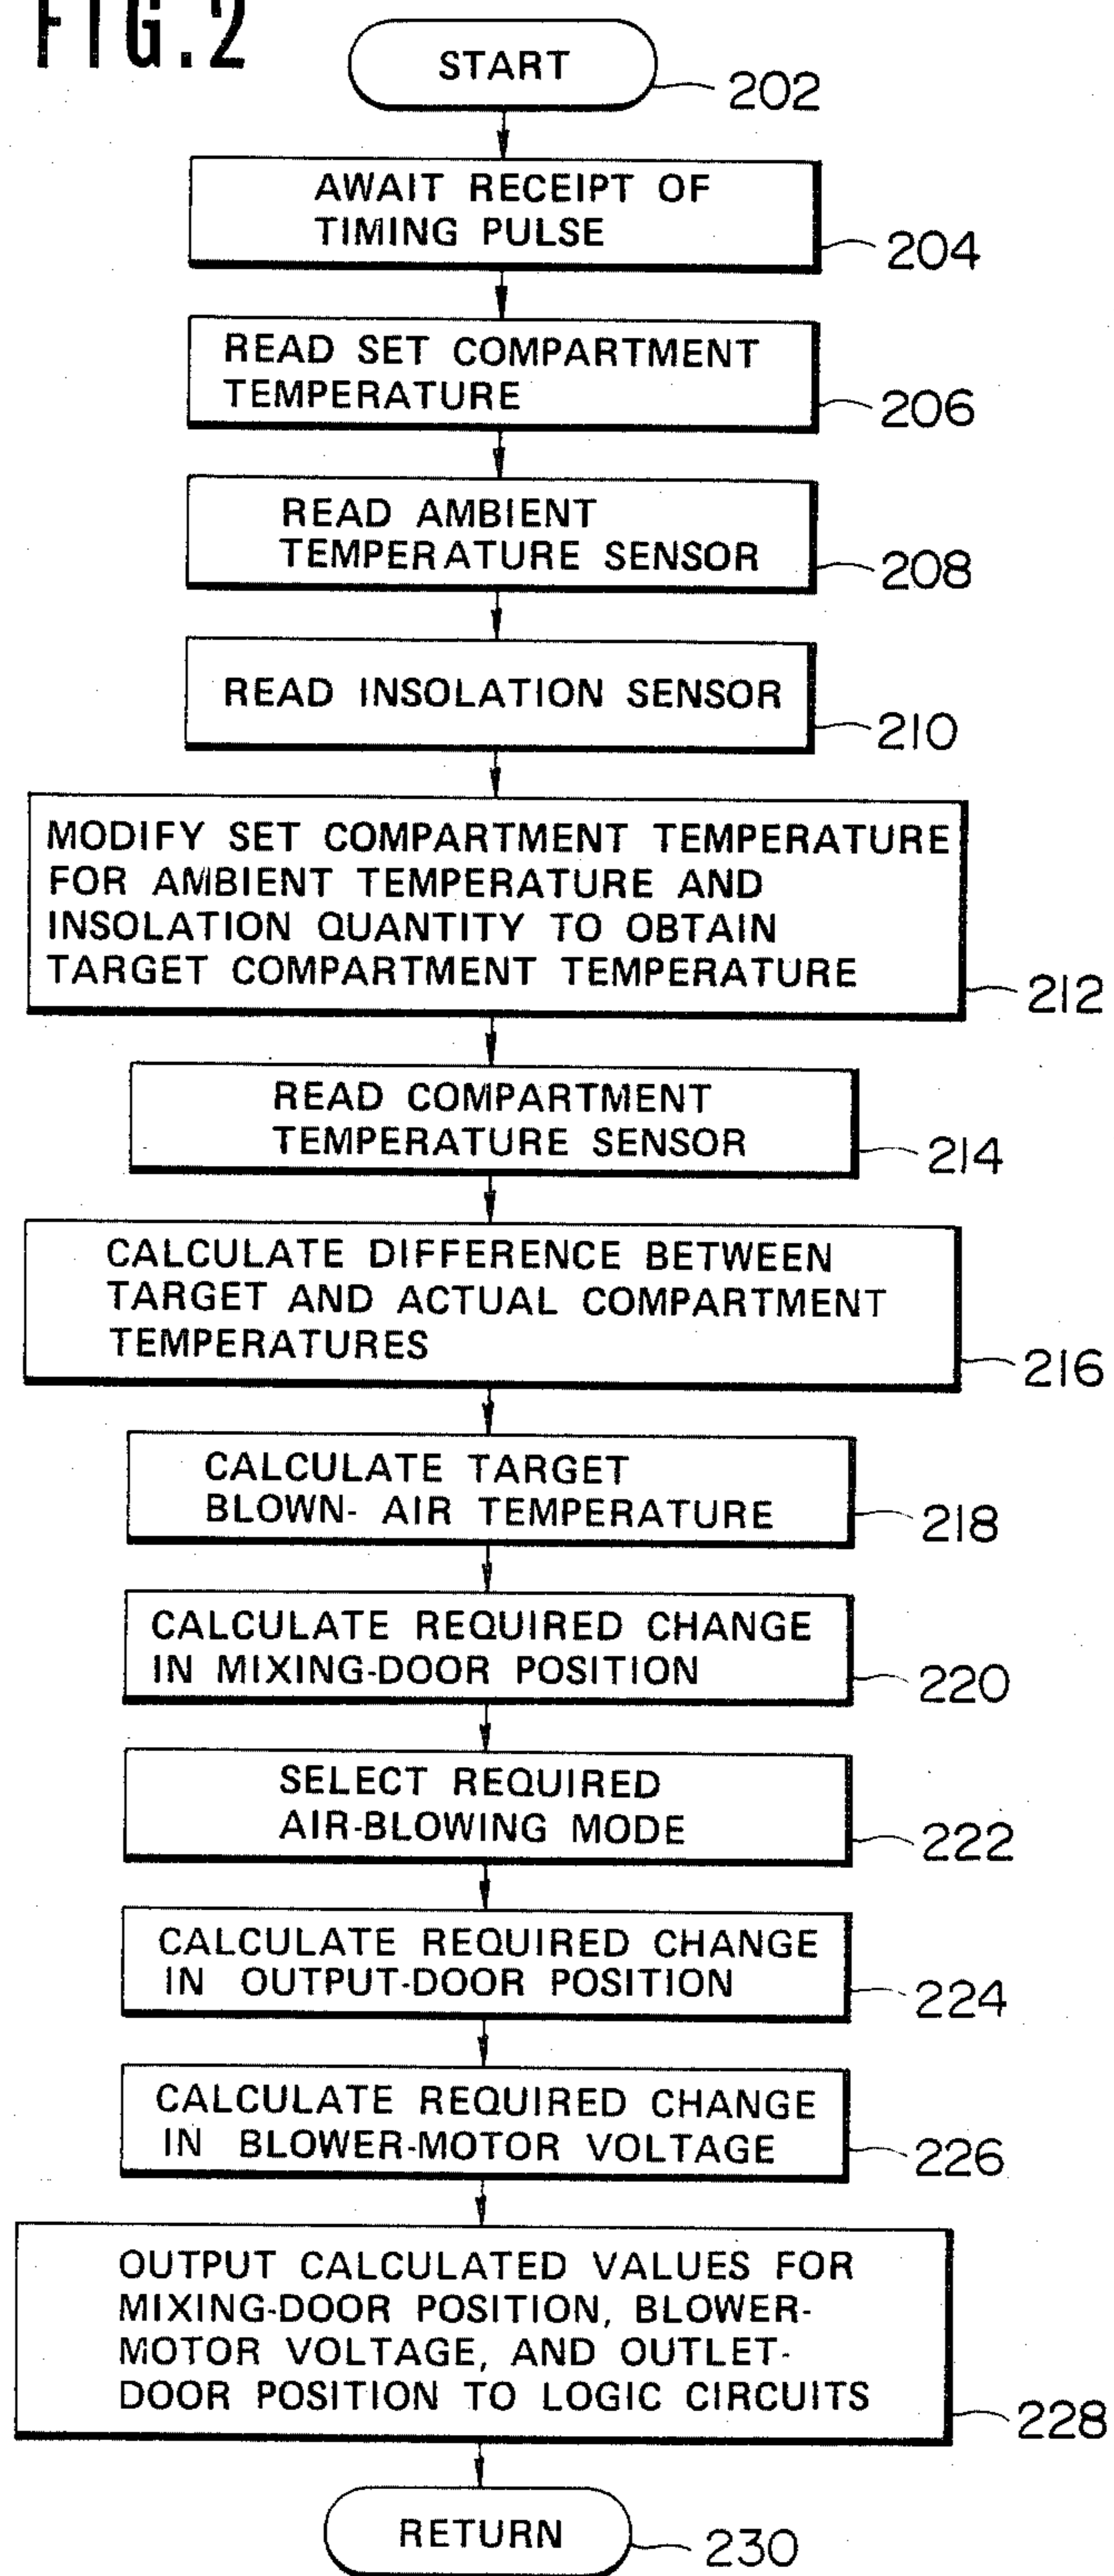 FIG.2
START
202
AWAIT RECEIPT OF
TIMING PULSE
204
READ SET COMPARTMENT
TEMPERATURE
206
READ AMBIENT
TEMPERATURE SENSOR
208
READ INSOLATION SENSOR
210
MODIFY SET COMPARTMENT TEMPERATURE
FOR AMBIENT TEMPERATURE AND
INSOLATION QUANTITY TO OBTAIN
TARGET COMPARTMENT TEMPERATURE
212
READ COMPARTMENT
TEMPERATURE SENSOR
214
CALCULATE DIFFERENCE BETWEEN
TARGET AND ACTUAL COMPARTMENT
TEMPERATURES
216
CALCULATE TARGET
BLOWN- AIR TEMPERATURE
218
CALCULATE REQUIRED CHANGE
IN MIXING-DOOR POSITION
220
SELECT REQUIRED
AIR-BLOWING MODE
222
CALCULATE REQUIRED CHANGE
IN OUTPUT-DOOR POSITION
224
CALCULATE REQUIRED CHANGE
IN BLOWER-MOTOR VOLTAGE
226
OUTPUT CALCULATED VALUES FOR
MIXING-DOOR POSITION, BLOWER-
MOTOR VOLTAGE, AND OUTLET-
DOOR POSITION TO LOGIC CIRCUITS
228
RETURN
230